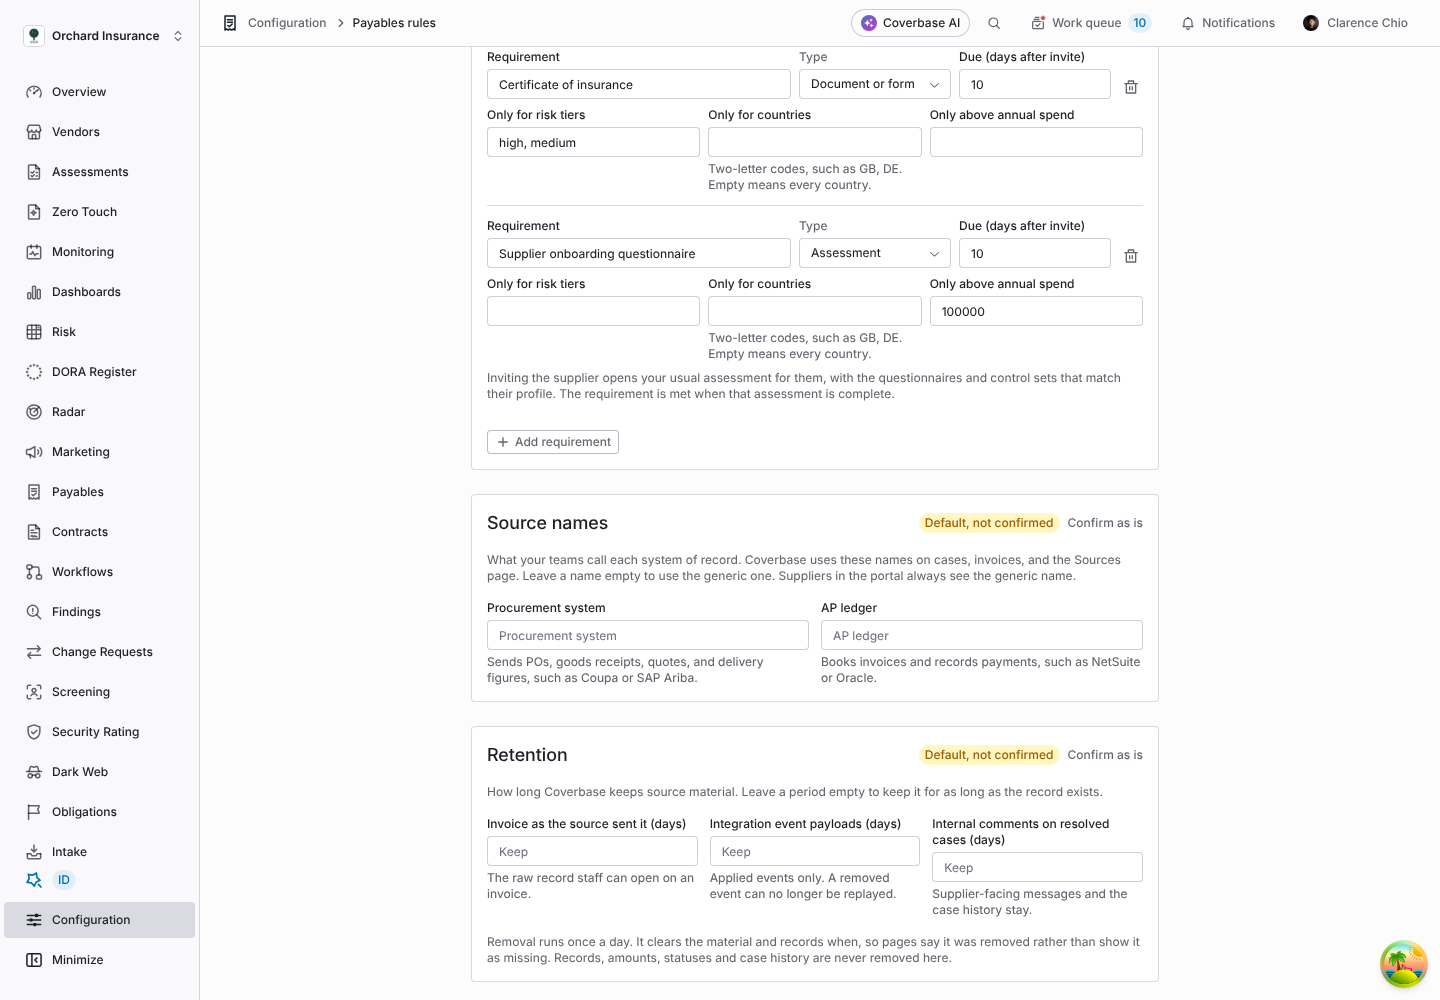 Orchard Insurance
Overview
Vendors
Assessments
Zero Touch
Monitoring
Dashboards
Risk
DORA Register
Radar
Marketing
Payables
Contracts
Workflows
Findings
Change Requests
Screening
Security Rating
Dark Web
Obligations
Intake
ID
Configuration
Minimize
Configuration > Payables rules
Coverbase AI
Work queue 10
Notifications
Clarence Chio
Requirement Type Due (days after invite)
Certificate of insurance Document or form 10
Only for risk tiers Only for countries Only above annual spend
high, medium
Two-letter codes, such as GB, DE.
Empty means every country.
Requirement Type Due (days after invite)
Supplier onboarding questionnaire Assessment 10
Only for risk tiers Only for countries Only above annual spend
100000
Two-letter codes, such as GB, DE.
Empty means every country.
Inviting the supplier opens your usual assessment for them, with the questionnaires and control sets that match
their profile. The requirement is met when that assessment is complete.
+ Add requirement
Source names Default, not confirmed Confirm as is
What your teams call each system of record. Coverbase uses these names on cases, invoices, and the Sources
page. Leave a name empty to use the generic one. Suppliers in the portal always see the generic name.
Procurement system
Procurement system
Sends POs, goods receipts, quotes, and delivery
figures, such as Coupa or SAP Ariba.
AP ledger
AP ledger
Books invoices and records payments, such as NetSuite
or Oracle.
Retention Default, not confirmed Confirm as is
How long Coverbase keeps source material. Leave a period empty to keep it for as long as the record exists.
Invoice as the source sent it (days)
Keep
The raw record staff can open on an
invoice.
Integration event payloads (days)
Keep
Applied events only. A removed
event can no longer be replayed.
Internal comments on resolved
cases (days)
Keep
Supplier-facing messages and the
case history stay.
Removal runs once a day. It clears the material and records when, so pages say it was removed rather than show it
as missing. Records, amounts, statuses and case history are never removed here.